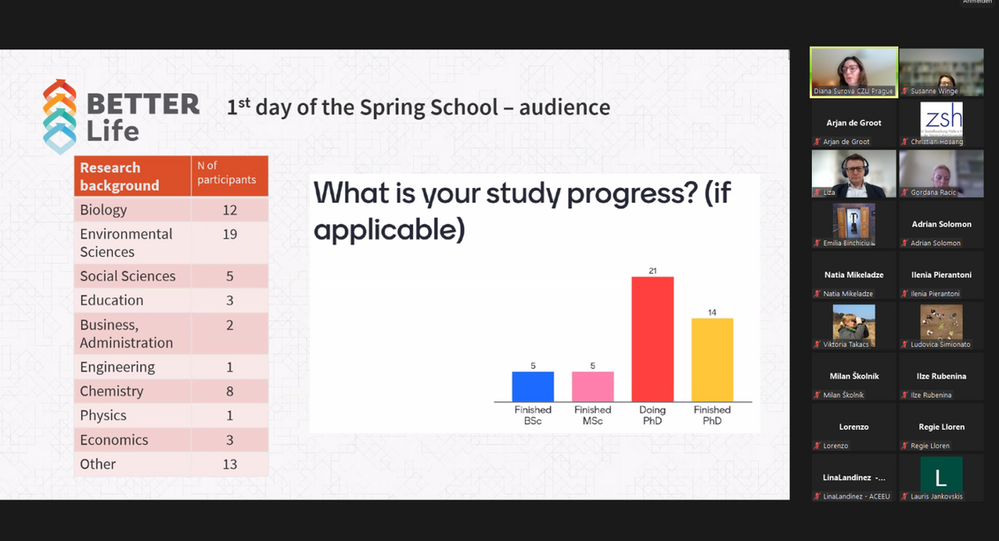 Anmelden
BETTER
Life
1st day of the Spring School – audience
Research background
N of participants
Biology 12
Environmental Sciences 19
Social Sciences 5
Education 3
Business, Administration 2
Engineering 1
Chemistry 8
Physics 1
Economics 3
Other 13
What is your study progress? (if
applicable)
5
5
21
14
Finished BSc
Finished MSc
Doing PhD
Finished PhD
Diana Surová CZU Prague
Susanne Winge
Arjan de Groot
Arjan de Groot
zsh
Christian Hosang
Liza
Gordana Racic
Emilia Binchiciu
Adrian Solomon
Adrian Solomon
Natia Mikeladze
Natia Mikeladze
Ilenia Pierantoni
Ilenia Pierantoni
Viktoria Takacs
Ludovica Simionato
Milan Školník
Milan Školník
Ilze Rubenina
Ilze Rubenina
Lorenzo
Lorenzo
Regie Lloren
Regie Lloren
LinaLandinez -...
LinaLandinez - ACEEU
L
Lauris Jankovskis